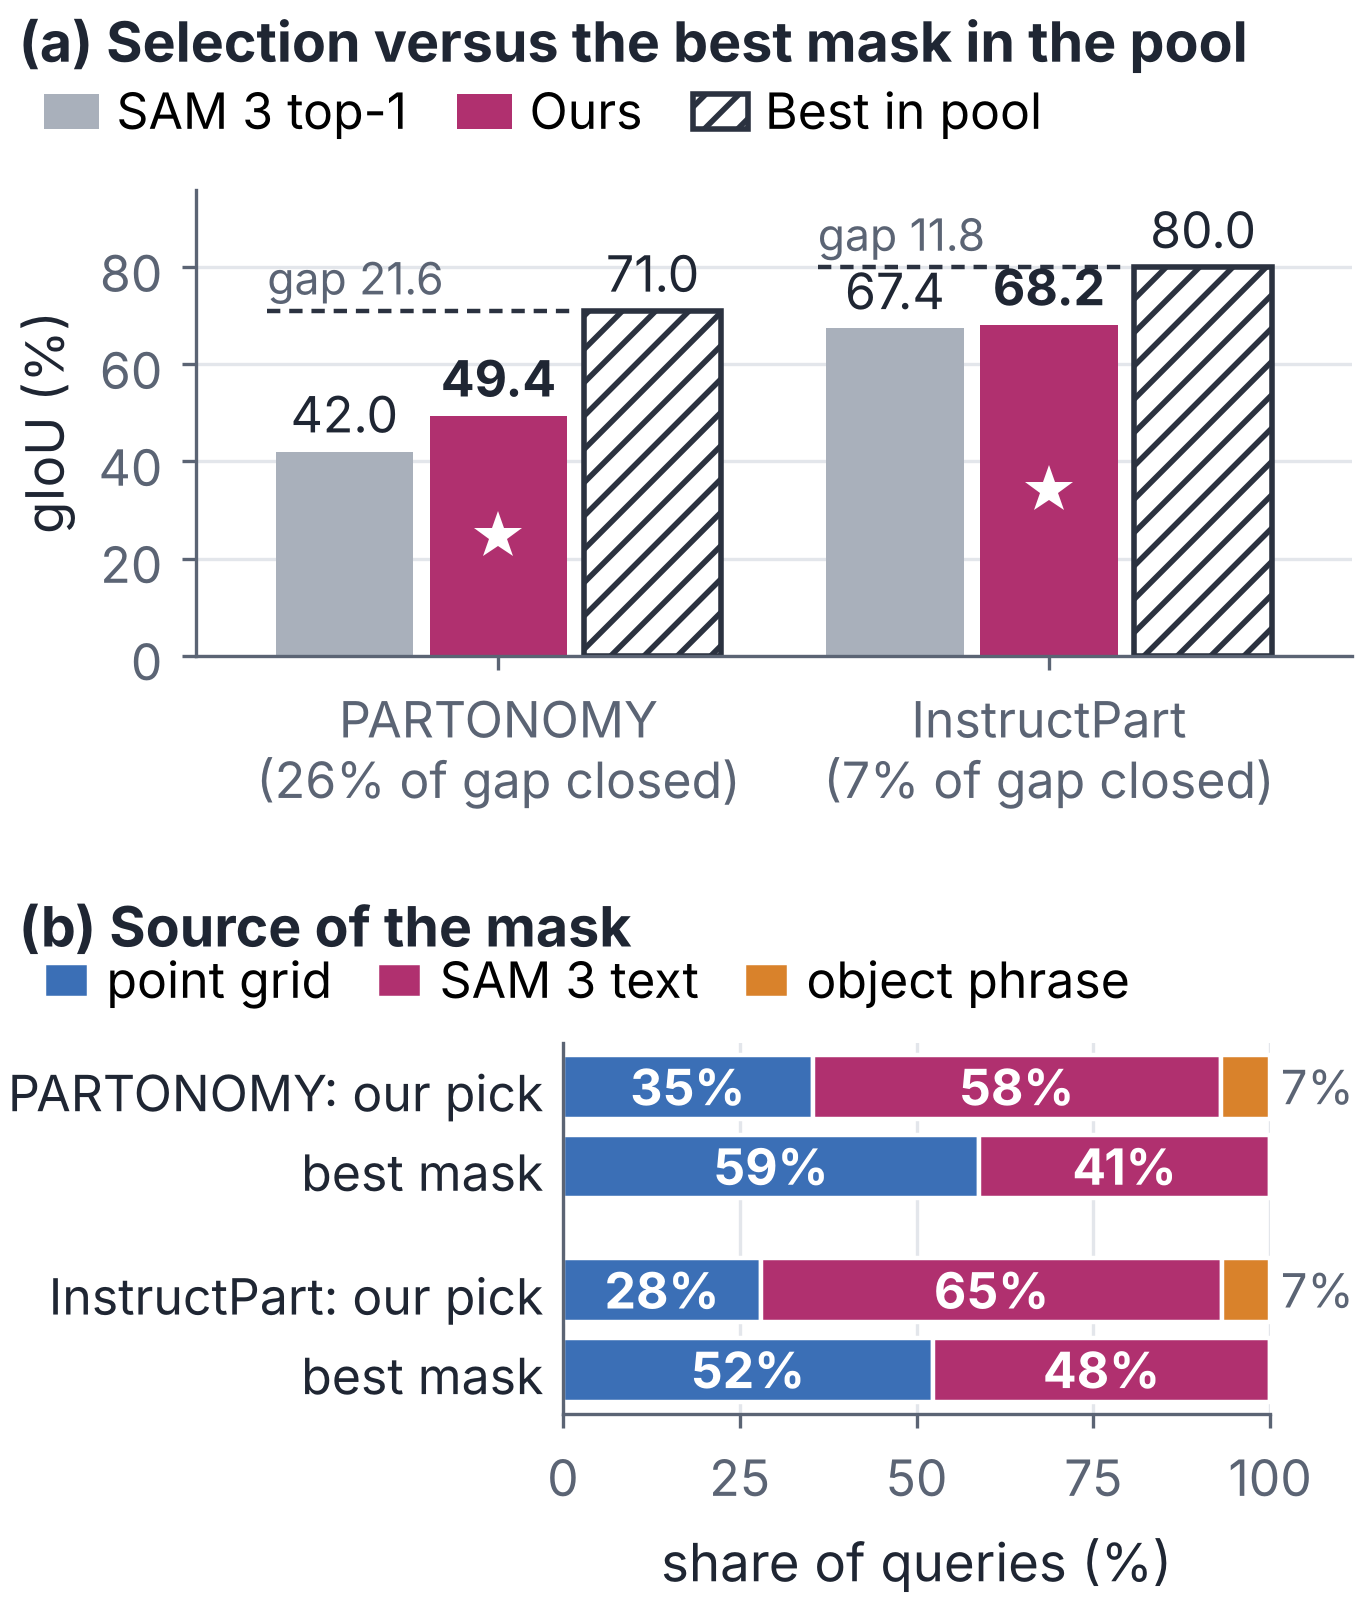 (a) Selection versus the best mask in the pool
SAM 3 top-1 Ours Best in pool
gIoU (%)
80
60
40
20
0
gap 21.6
42.0
49.4
71.0
gap 11.8
67.4
68.2
80.0
PARTONOMY
(26% of gap closed)
InstructPart
(7% of gap closed)
(b) Source of the mask
point grid SAM 3 text object phrase
PARTONOMY: our pick 35% 58% 7%
best mask 59% 41%
InstructPart: our pick 28% 65% 7%
best mask 52% 48%
0 25 50 75 100
share of queries (%)